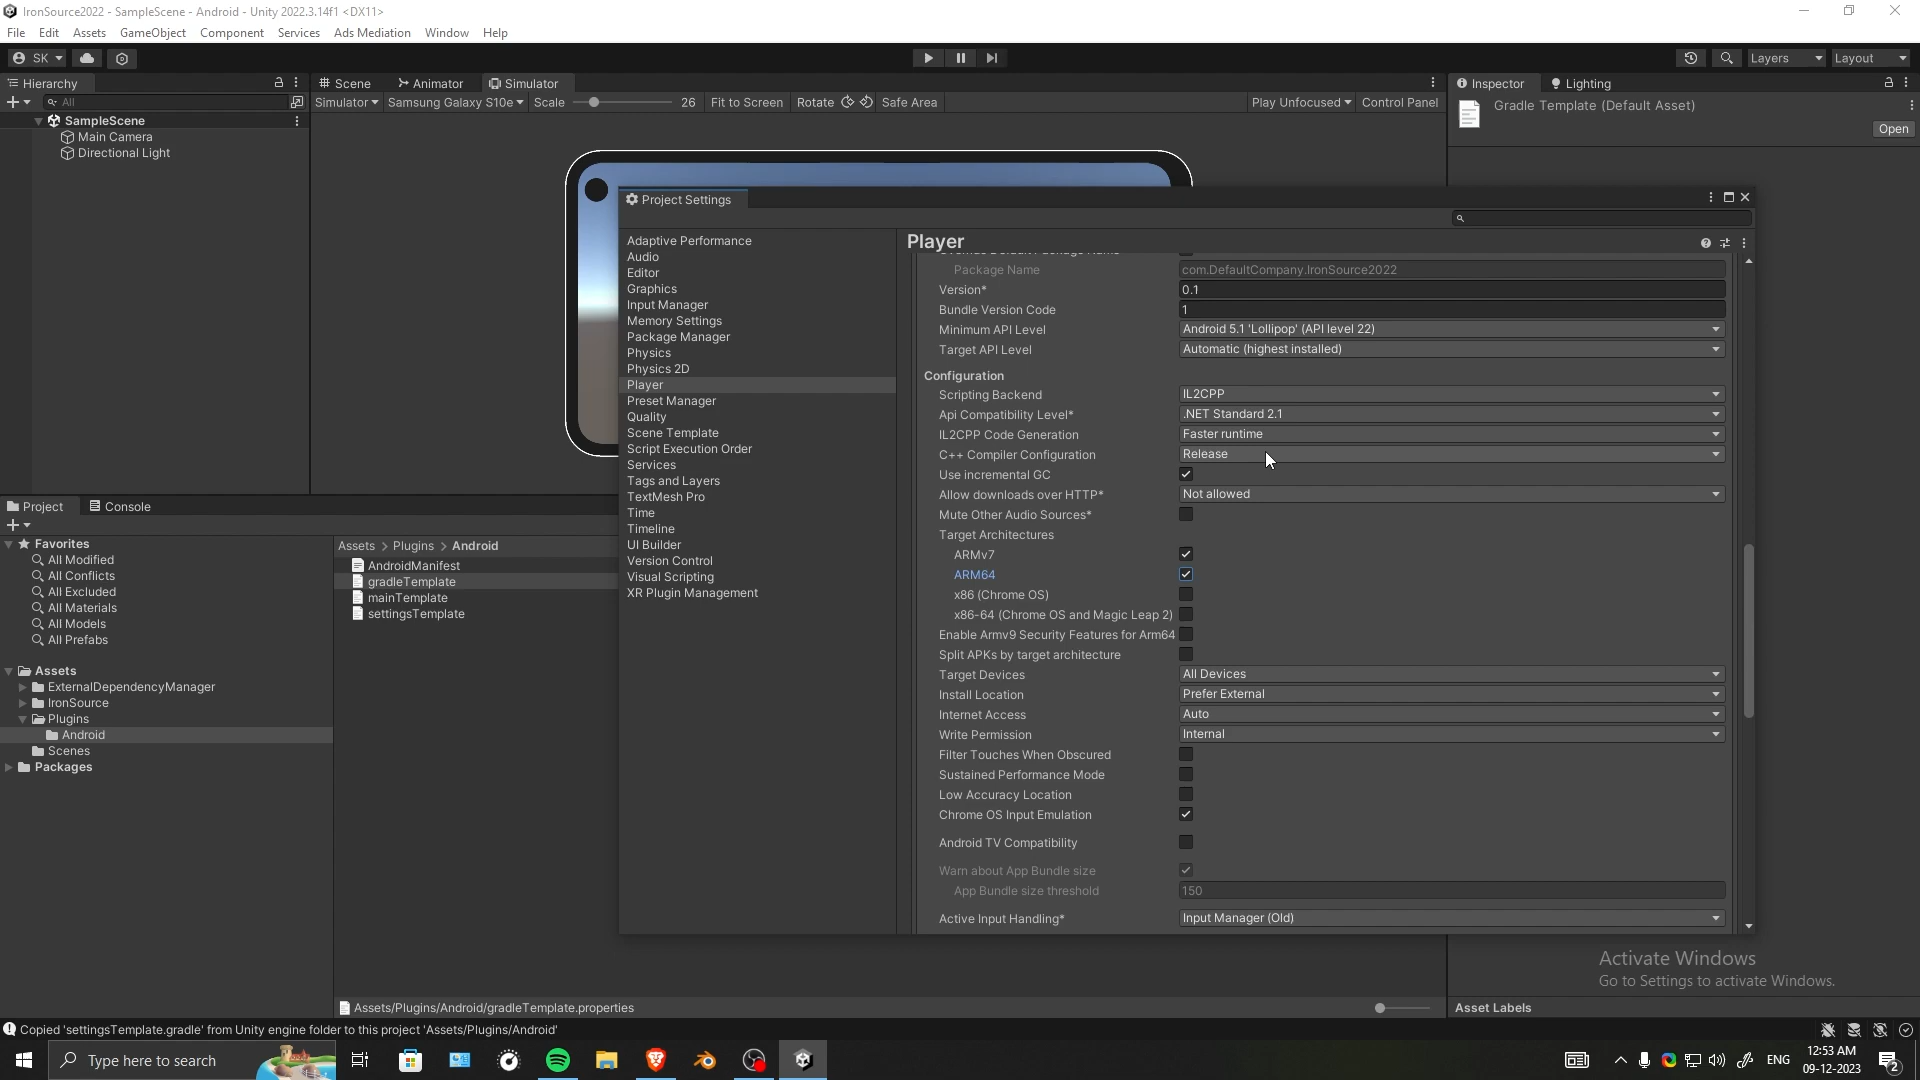 IronSource2022 - SampleScene - Android - Unity 2022.3.14f1 <DX11>
File Edit Assets GameObject Component Services Ads Mediation Window Help
SK Layers Layout
Hierarchy Scene Animator Simulator Inspector Lighting
All Simulator Samsung Galaxy S10e Scale 26 Fit to Screen Rotate Safe Area Play Unfocused Control Panel
Gradle Template (Default Asset)
Open
SampleScene
Main Camera
Directional Light
Project Settings
Adaptive Performance
Audio
Editor
Graphics
Input Manager
Memory Settings
Package Manager
Physics
Physics 2D
Player
Preset Manager
Quality
Scene Template
Script Execution Order
Services
Tags and Layers
TextMesh Pro
Time
Timeline
UI Builder
Version Control
Visual Scripting
XR Plugin Management
Player
Package Name com.DefaultCompany.IronSource2022
Version* 0.1
Bundle Version Code 1
Minimum API Level Android 5.1 'Lollipop' (API level 22)
Target API Level Automatic (highest installed)
Configuration
Scripting Backend IL2CPP
Api Compatibility Level* .NET Standard 2.1
IL2CPP Code Generation Faster runtime
C++ Compiler Configuration Release
Use incremental GC
Allow downloads over HTTP* Not allowed
Mute Other Audio Sources*
Target Architectures
ARMv7
ARM64
x86 (Chrome OS)
x86-64 (Chrome OS and Magic Leap 2)
Enable Armv9 Security Features for Arm64
Split APKs by target architecture
Target Devices All Devices
Install Location Prefer External
Internet Access Auto
Write Permission Internal
Filter Touches When Obscured
Sustained Performance Mode
Low Accuracy Location
Chrome OS Input Emulation
Android TV Compatibility
Warn about App Bundle size
App Bundle size threshold 150
Active Input Handling* Input Manager (Old)
Project Console
Favorites
All Modified
All Conflicts
All Excluded
All Materials
All Models
All Prefabs
Assets
ExternalDependencyManager
IronSource
Plugins
Android
Scenes
Packages
Assets > Plugins > Android
AndroidManifest
gradleTemplate
mainTemplate
settingsTemplate
Assets/Plugins/Android/gradleTemplate.properties
Activate Windows
Go to Settings to activate Windows.
Asset Labels
Copied 'settingsTemplate.gradle' from Unity engine folder to this project 'Assets/Plugins/Android'
Type here to search
ENG
12:53 AM
09-12-2023
2